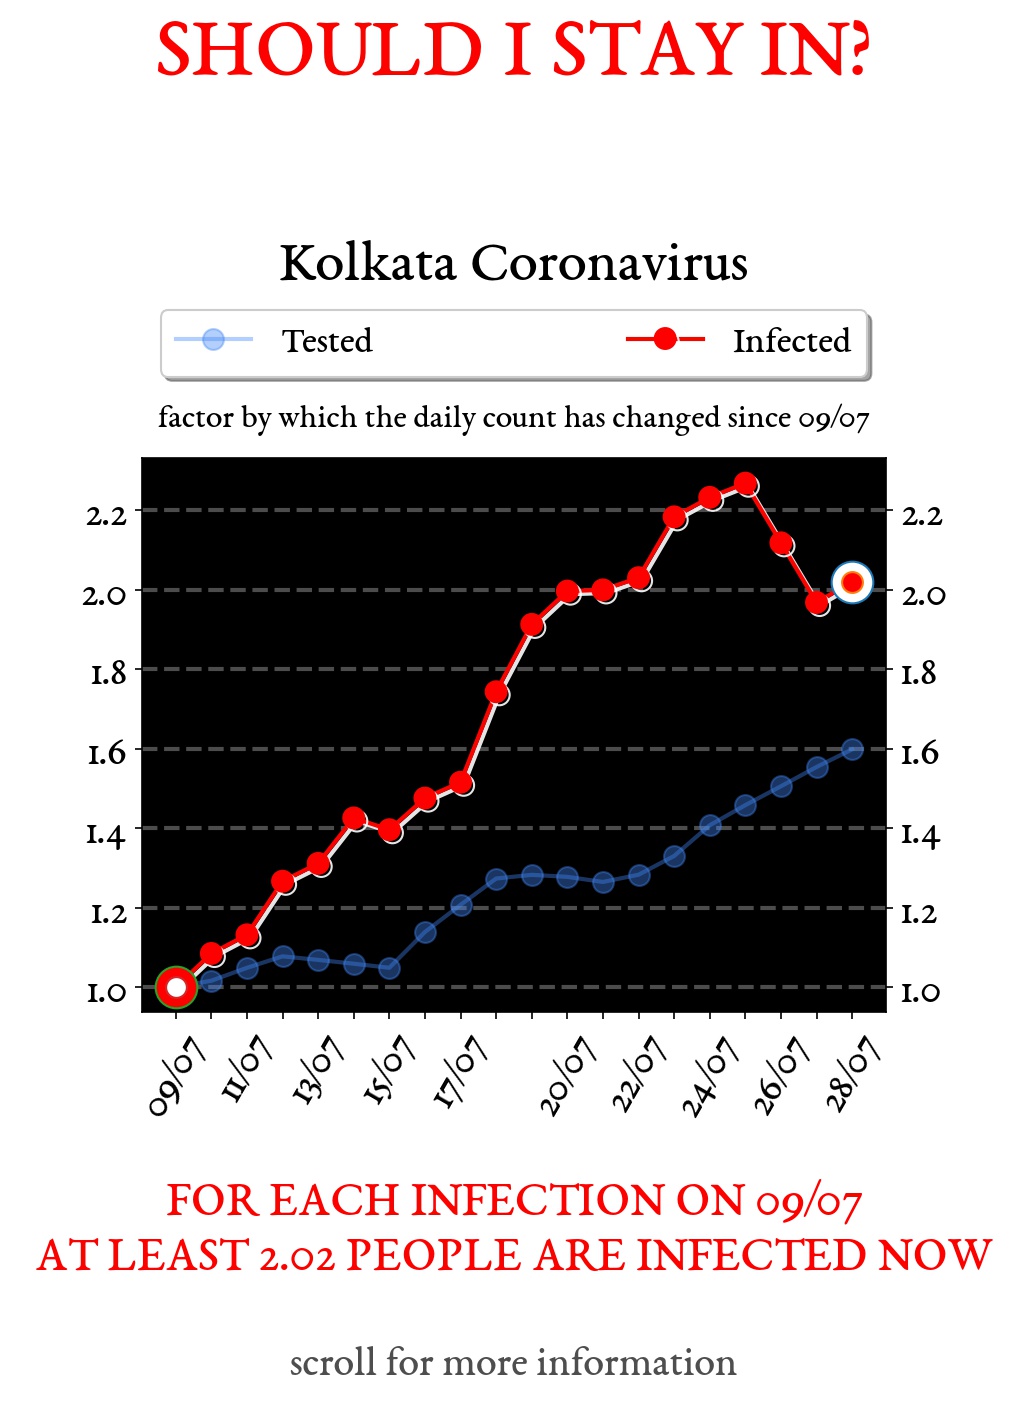 SHOULD I STAY IN?
Kolkata Coronavirus
Tested Infected
factor by which the daily count has changed since 09/07
2.2 2.2
2.0 2.0
1.8 1.8
1.6 1.6
1.4 1.4
1.2 1.2
1.0 1.0
09/07 11/07 13/07 15/07 17/07 20/07 22/07 24/07 26/07 28/07
FOR EACH INFECTION ON 09/07
AT LEAST 2.02 PEOPLE ARE INFECTED NOW
scroll for more information